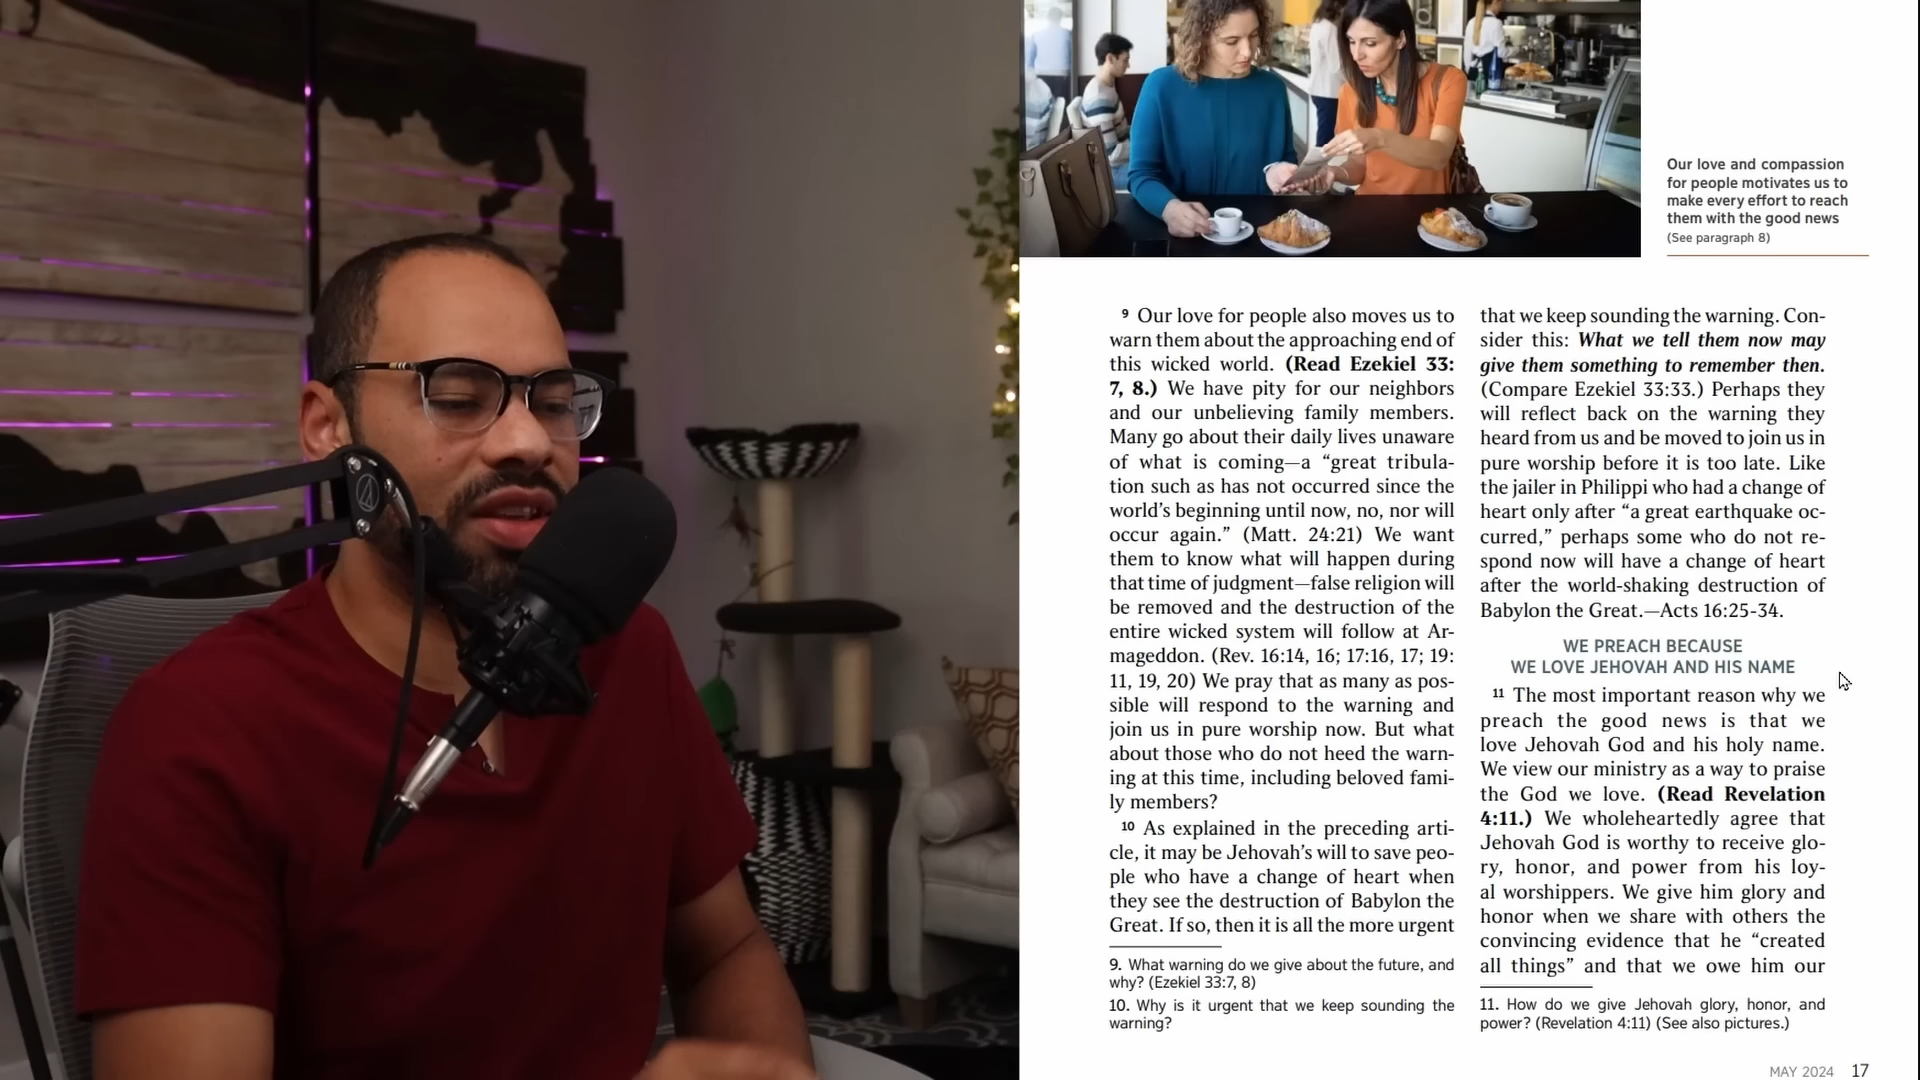 Our love and compassion
for people motivates us to
make every effort to reach
them with the good news
(See paragraph 8)
9 Our love for people also moves us to
warn them about the approaching end of
this wicked world. (Read Ezekiel 33:
7, 8.) We have pity for our neighbors
and our unbelieving family members.
Many go about their daily lives unaware
of what is coming—a “great tribula-
tion such as has not occurred since the
world’s beginning until now, no, nor will
occur again.” (Matt. 24:21) We want
them to know what will happen during
that time of judgment—false religion will
be removed and the destruction of the
entire wicked system will follow at Ar-
mageddon. (Rev. 16:14, 16; 17:16, 17; 19:
11, 19, 20) We pray that as many as pos-
sible will respond to the warning and
join us in pure worship now. But what
about those who do not heed the warn-
ing at this time, including beloved fami-
ly members?
10 As explained in the preceding arti-
cle, it may be Jehovah’s will to save peo-
ple who have a change of heart when
they see the destruction of Babylon the
Great. If so, then it is all the more urgent
9. What warning do we give about the future, and
why? (Ezekiel 33:7, 8)
10. Why is it urgent that we keep sounding the
warning?
that we keep sounding the warning. Con-
sider this: What we tell them now may
give them something to remember then.
(Compare Ezekiel 33:33.) Perhaps they
will reflect back on the warning they
heard from us and be moved to join us in
pure worship before it is too late. Like
the jailer in Philippi who had a change of
heart only after “a great earthquake oc-
curred,” perhaps some who do not re-
spond now will have a change of heart
after the world-shaking destruction of
Babylon the Great.—Acts 16:25-34.
WE PREACH BECAUSE
WE LOVE JEHOVAH AND HIS NAME
11 The most important reason why we
preach the good news is that we
love Jehovah God and his holy name.
We view our ministry as a way to praise
the God we love. (Read Revelation
4:11.) We wholeheartedly agree that
Jehovah God is worthy to receive glo-
ry, honor, and power from his loy-
al worshippers. We give him glory and
honor when we share with others the
convincing evidence that he “created
all things” and that we owe him our
11. How do we give Jehovah glory, honor, and
power? (Revelation 4:11) (See also pictures.)
MAY 2024 17